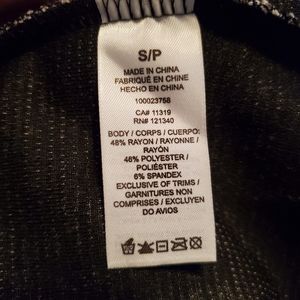 S/P
MADE IN CHINA
FABRIQUÉ EN CHINE
HECHO EN CHINA
100023758
CA# 11319
RN# 121340
BODY / CORPS / CUERPO:
48% RAYON / RAYONNE /
RAYÓN
46% POLYESTER /
POLIÉSTER
6% SPANDEX
EXCLUSIVE OF TRIMS /
GARNITURES NON
COMPRISES / EXCLUYEN
DO AVIOS